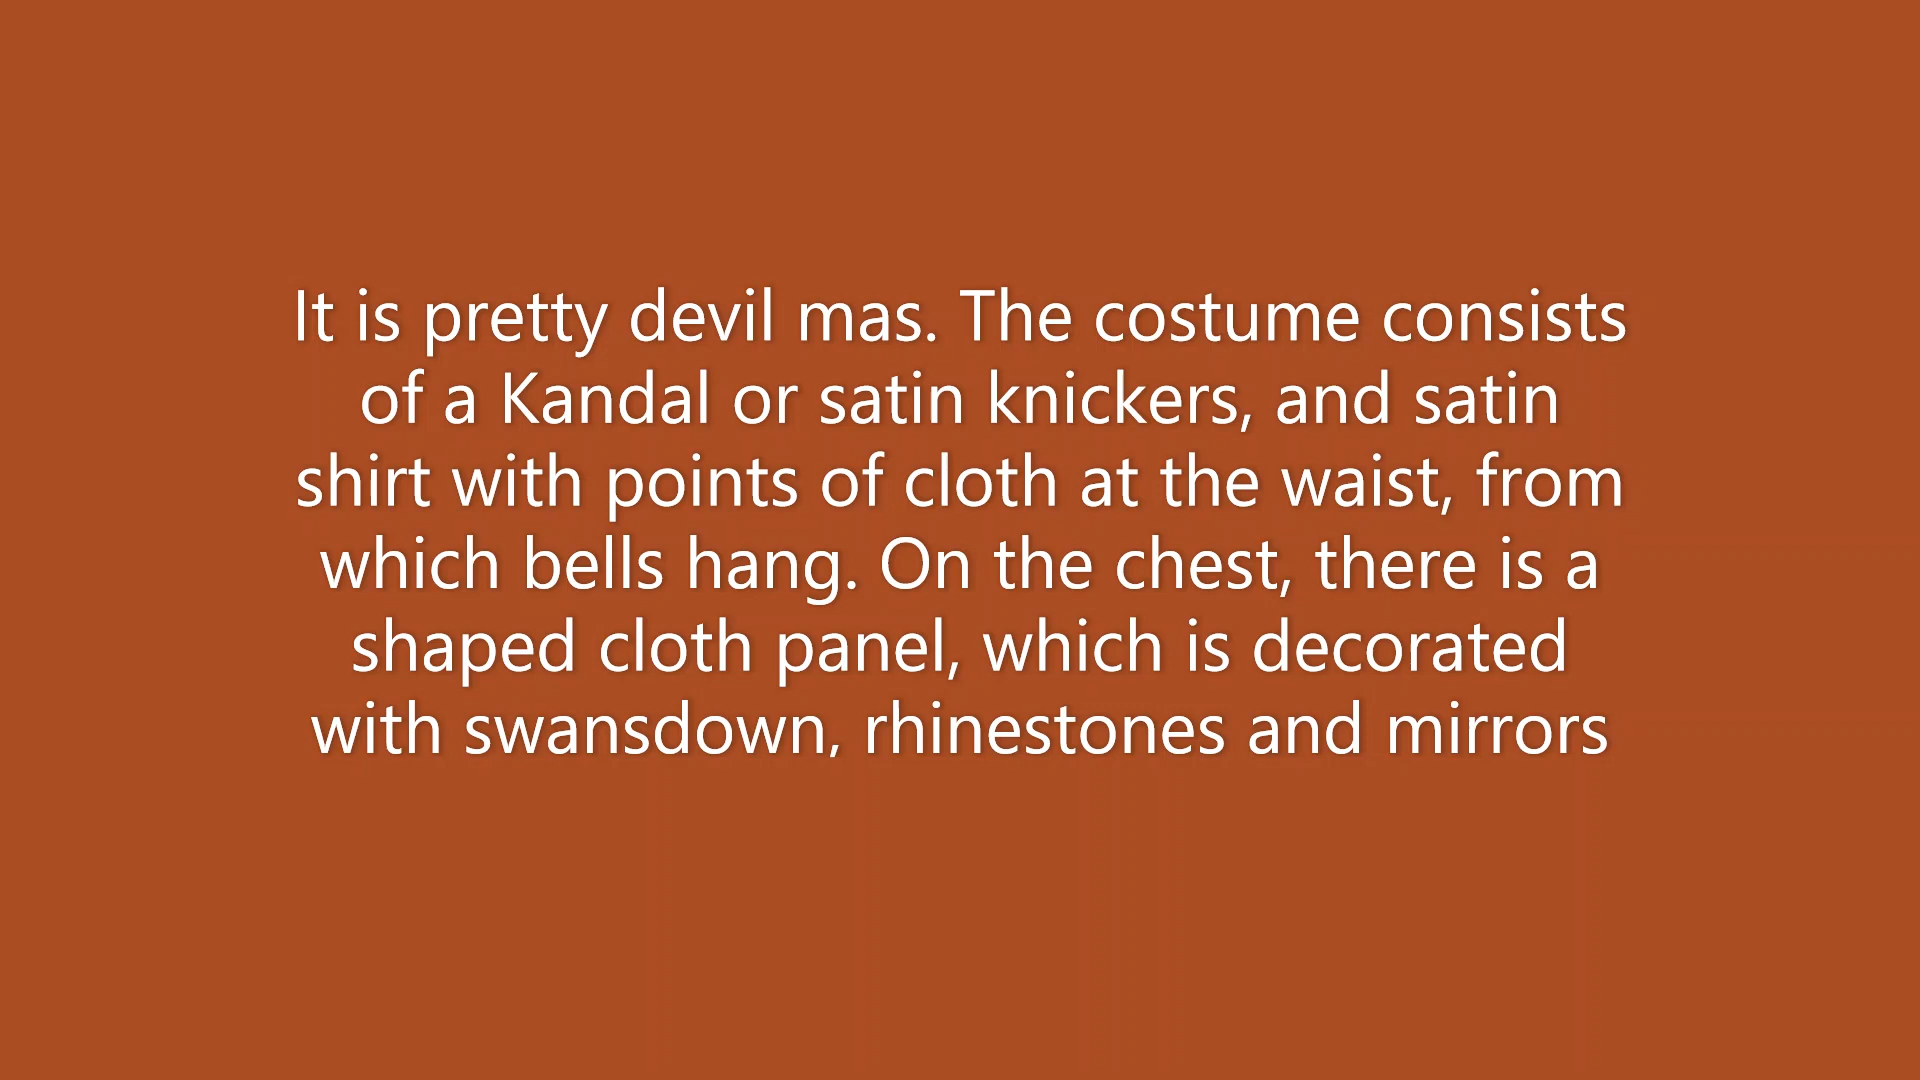 It is pretty devil mas. The costume consists
of a Kandal or satin knickers, and satin
shirt with points of cloth at the waist, from
which bells hang. On the chest, there is a
shaped cloth panel, which is decorated
with swansdown, rhinestones and mirrors